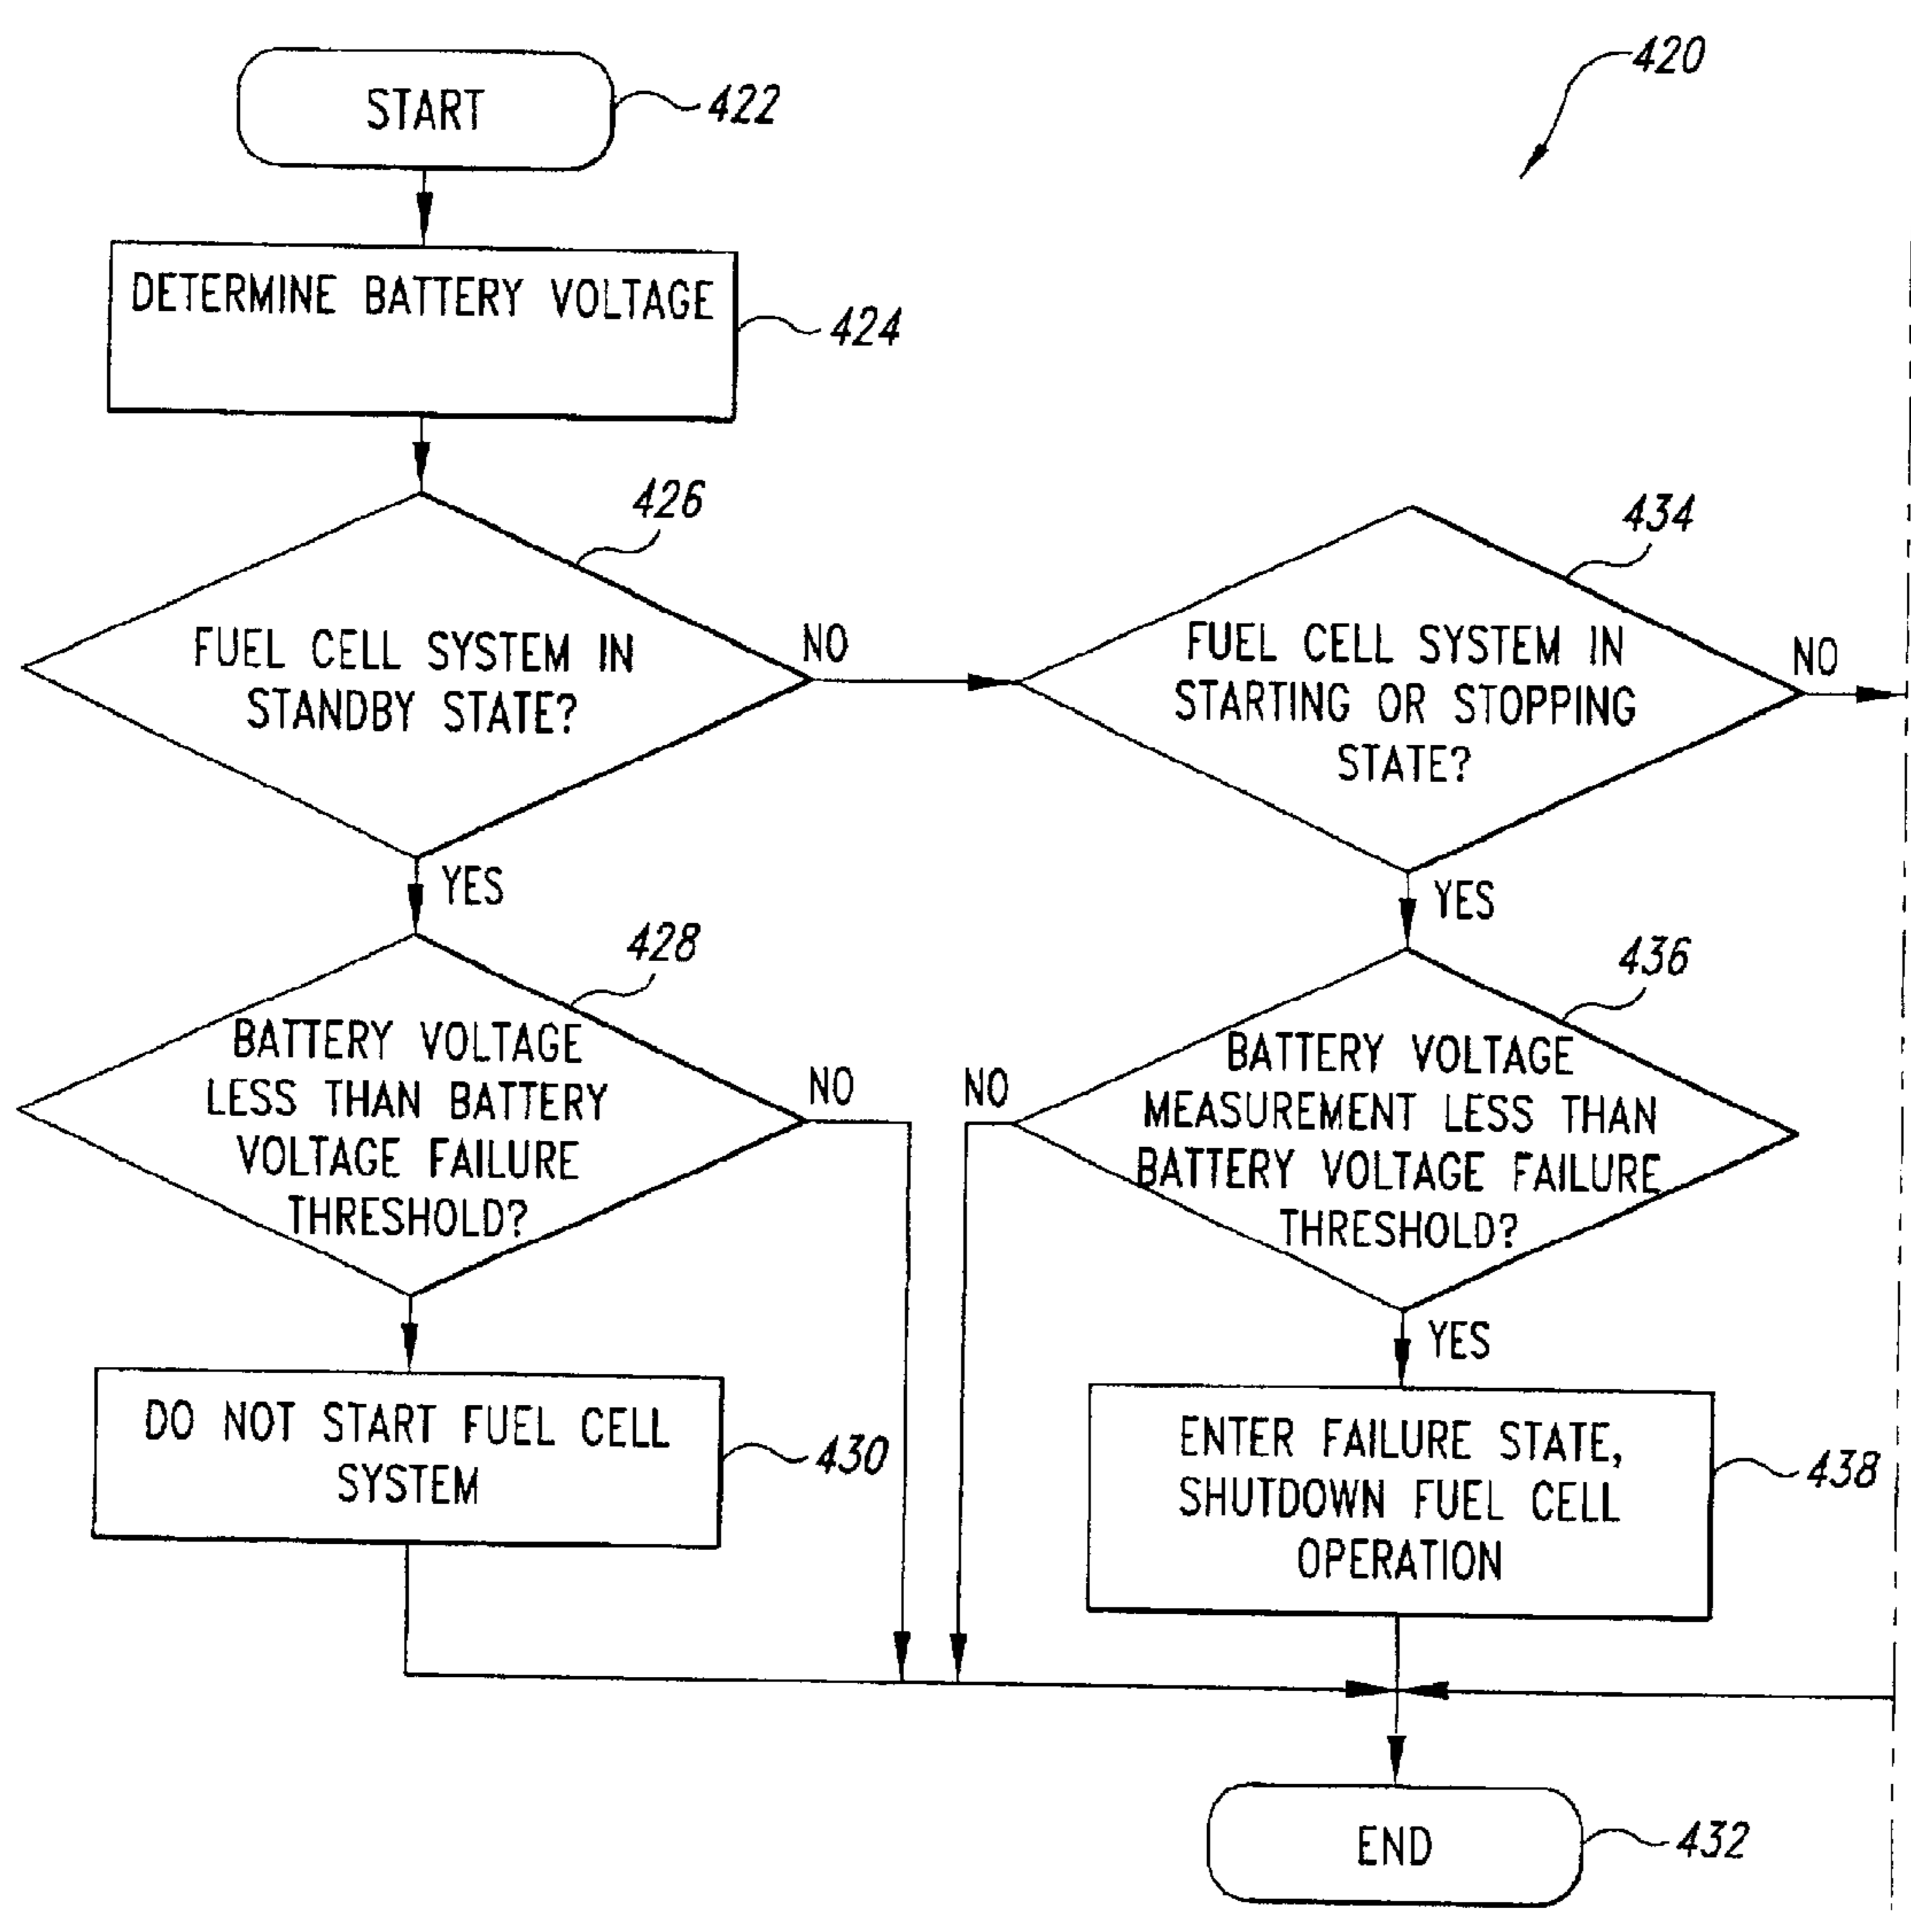 START
422
420
DETERMINE BATTERY VOLTAGE
424
426
FUEL CELL SYSTEM IN
STANDBY STATE?
NO
YES
434
FUEL CELL SYSTEM IN
STARTING OR STOPPING
STATE?
NO
YES
428
BATTERY VOLTAGE
LESS THAN BATTERY
VOLTAGE FAILURE
THRESHOLD?
NO
436
BATTERY VOLTAGE
MEASUREMENT LESS THAN
BATTERY VOLTAGE FAILURE
THRESHOLD?
NO
YES
DO NOT START FUEL CELL
SYSTEM
430
ENTER FAILURE STATE,
SHUTDOWN FUEL CELL
OPERATION
438
END
432